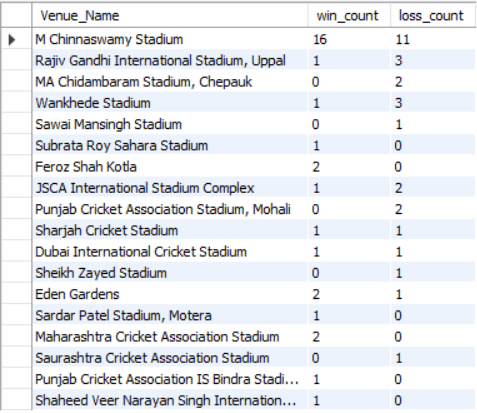 Venue_Name win_count loss_count
M Chinnaswamy Stadium 16 11
Rajiv Gandhi International Stadium, Uppal 1 3
MA Chidambaram Stadium, Chepauk 0 2
Wankhede Stadium 1 3
Sawai Mansingh Stadium 0 1
Subrata Roy Sahara Stadium 1 0
Feroz Shah Kotla 2 0
JSCA International Stadium Complex 1 2
Punjab Cricket Association Stadium, Mohali 0 2
Sharjah Cricket Stadium 1 1
Dubai International Cricket Stadium 1 1
Sheikh Zayed Stadium 0 1
Eden Gardens 2 1
Sardar Patel Stadium, Motera 1 0
Maharashtra Cricket Association Stadium 2 0
Saurashtra Cricket Association Stadium 0 1
Punjab Cricket Association IS Bindra Stadi... 1 0
Shaheed Veer Narayan Singh Internation... 1 0